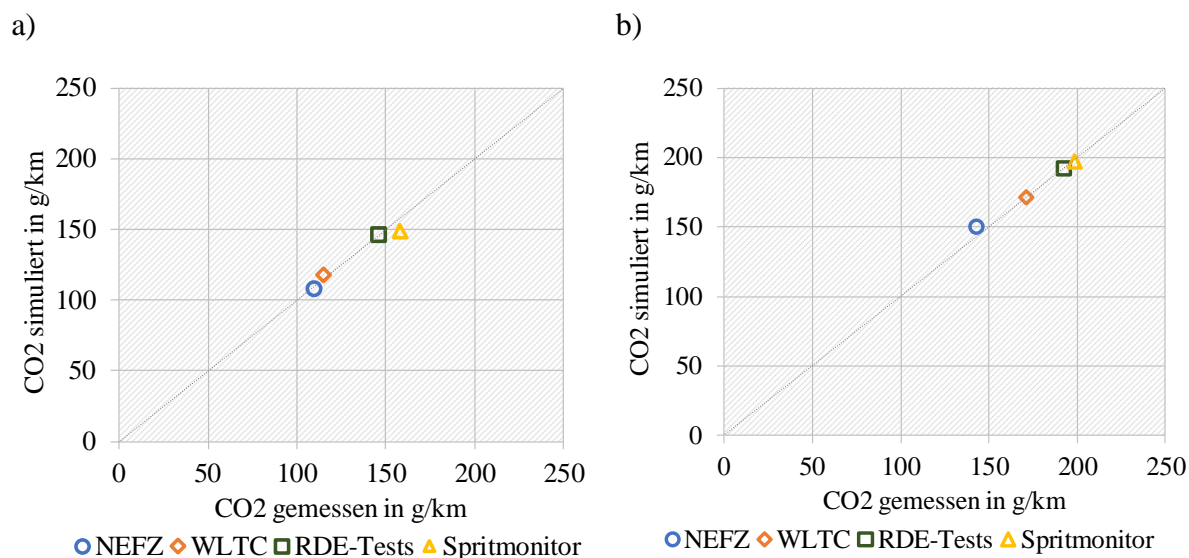 a)
250
200
150
100
50
0
CO2 simuliert in g/km
0 50 100 150 200 250
CO2 gemessen in g/km
NEFZ WLTC RDE-Tests Spritmonitor
b)
250
200
150
100
50
0
CO2 simuliert in g/km
0 50 100 150 200 250
CO2 gemessen in g/km
NEFZ WLTC RDE-Tests Spritmonitor